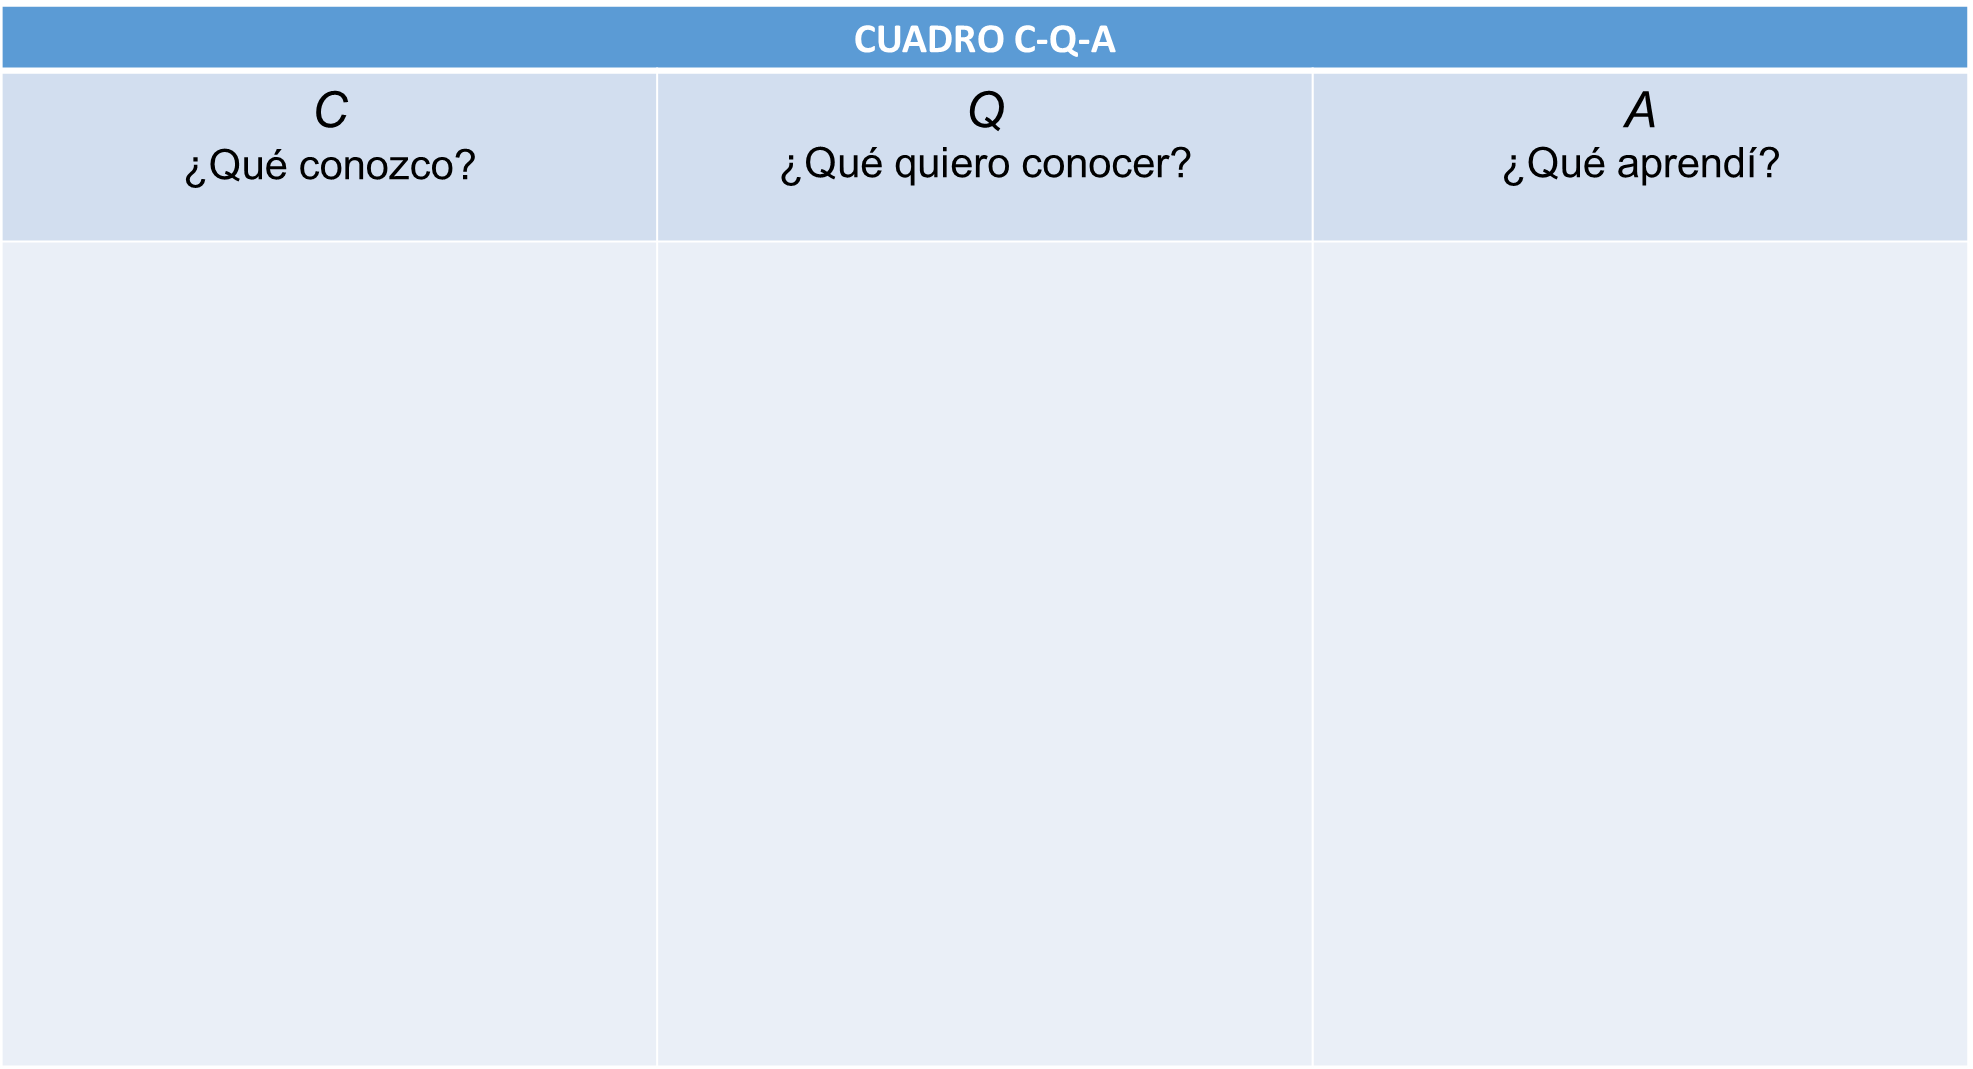 CUADRO C-Q-A
C
¿Qué conozco?
Q
¿Qué quiero conocer?
A
¿Qué aprendí?